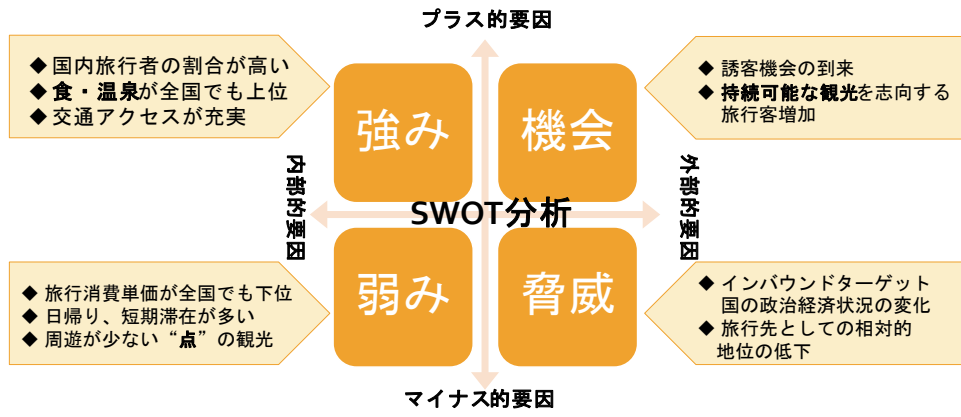 プラス的要因
◆ 国内旅行者の割合が高い
◆ 食・温泉が全国でも上位
◆ 交通アクセスが充実
強み
機会
◆ 誘客機会の到来
◆ 持続可能な観光を志向する
旅行客増加
内部的要因
SWOT分析
外部的要因
◆ 旅行消費単価が全国でも下位
◆ 日帰り、短期滞在が多い
◆ 周遊が少ない“点”の観光
弱み
脅威
◆ インバウンドターゲット
国の政治経済状況の変化
◆ 旅行先としての相対的
地位の低下
マイナス的要因